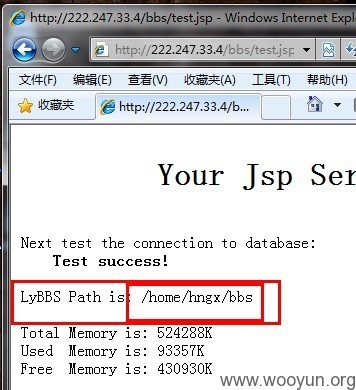 http://222.247.33.4/bbs/test.jsp - Windows Internet Explo
http://222.247.33.4/bbs/test.jsp
文件(F) 编辑(E) 查看(V) 收藏夹(A) 工具(T) 帮助(H)
收藏夹 http://222.247.33.4/b...
Your Jsp Ser
Next test the connection to database:
Test success!
LyBBS Path is: /home/hngx/bbs
Total Memory is: 524288K
Used Memory is: 93357K
Free Memory is: 430930K
www.wooyun.org